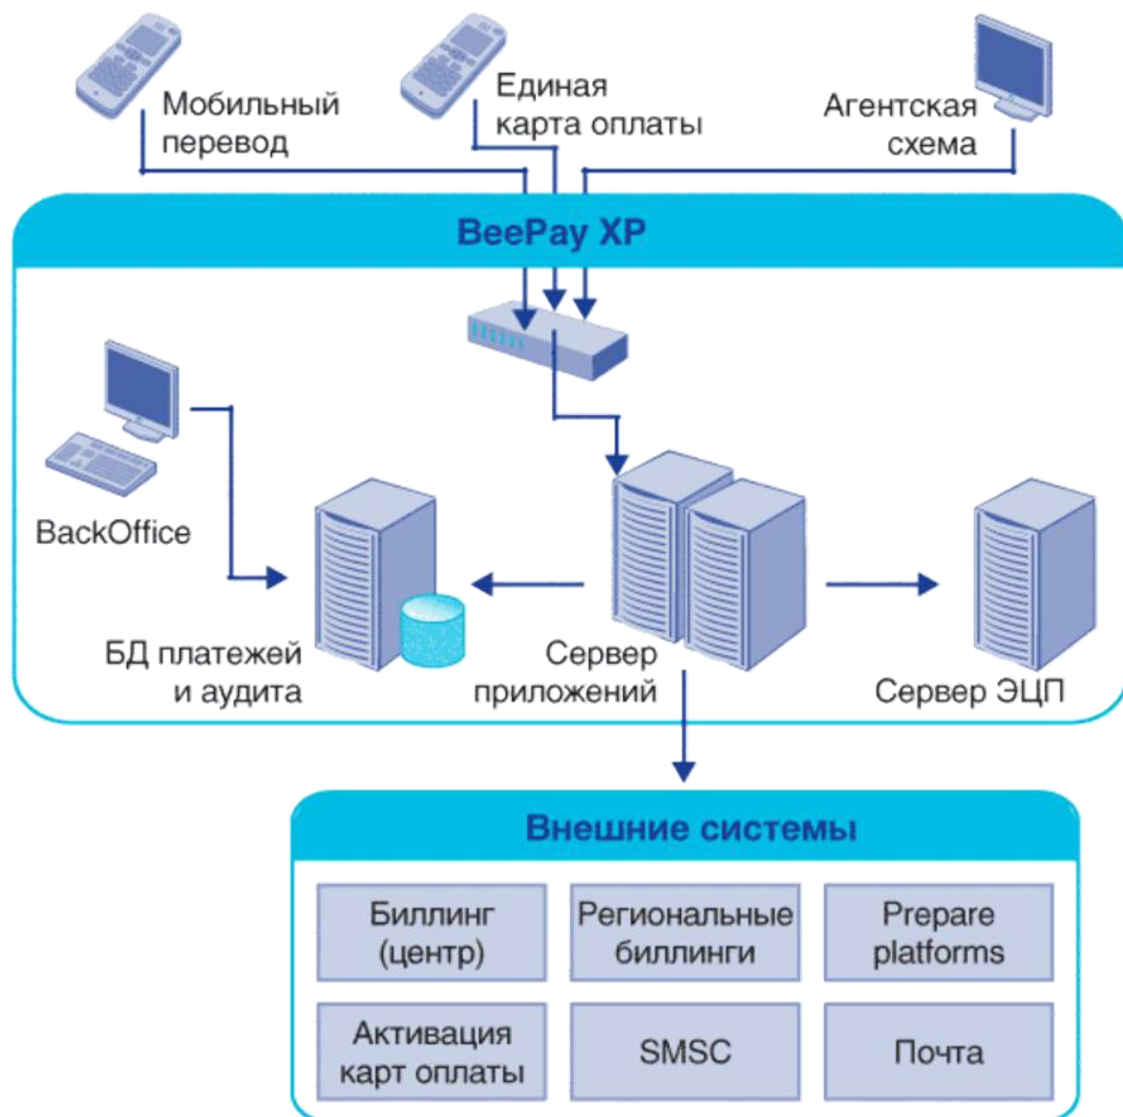 Мобильный
перевод
Единая
карта оплаты
Агентская
схема
BeePay XP
BackOffice
БД платежей
и аудита
Сервер
приложений
Сервер ЭЦП
Внешние системы
Биллинг
(центр)
Региональные
биллинги
Prepare
platforms
Активация
карт оплаты
SMSC
Почта